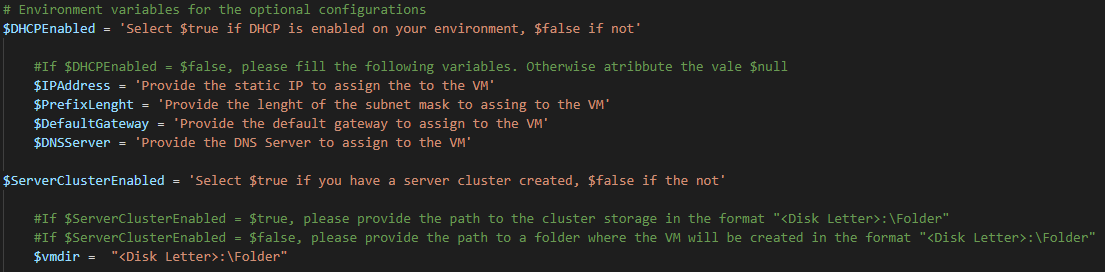 # Environment variables for the optional configurations
$DHCPEnabled = 'Select $true if DHCP is enabled on your environment, $false if not'
#If $DHCPEnabled = $false, please fill the following variables. Otherwise atribbute the vale $null
$IPAddress = 'Provide the static IP to assign the to the VM'
$PrefixLenght = 'Provide the lenght of the subnet mask to assing to the VM'
$DefaultGateway = 'Provide the default gateway to assign to the VM'
$DNSServer = 'Provide the DNS Server to assign to the VM'
$ServerClusterEnabled = 'Select $true if you have a server cluster created, $false if the not'
#If $ServerClusterEnabled = $true, please provide the path to the cluster storage in the format "<Disk Letter>:\Folder"
#If $ServerClusterEnabled = $false, please provide the path to a folder where the VM will be created in the format "<Disk Letter>:\Folder"
$vmdir =  "<Disk Letter>:\Folder"